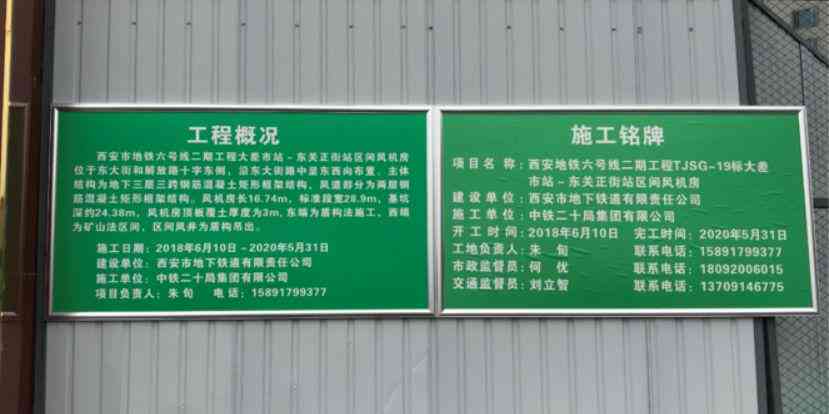 工程概况
西安市地铁六号线二期工程大差市站－东关正街站区间风机房
位于东大街和解放路十字东侧，沿东大街路中呈东西向布置。主体
结构为地下三层三跨钢筋混凝土矩形框架结构，风道部分为两层钢
筋混凝土矩形框架结构。风机房长16.74m，标准段宽28.9m，基坑
深约24.38m，风机房顶板覆土厚度为3m，东端为盾构法施工，西端
为矿山法区间，区间风井为盾构吊出。
施工日期：2018年6月10－2020年5月31日
建设单位：西安市地下铁道有限责任公司
施工单位：中铁二十局集团有限公司
项目负责人：朱 旬 电话：15891799377
施工铭牌
项目名称：西安地铁六号线二期工程TJSG-19标大差
市站－东关正街站区间风机房
建设单位：西安市地下铁道有限责任公司
施工单位：中铁二十局集团有限公司
开工时间：2018年6月10日 完工时间：2020年5月31日
工地负责人：朱 旬 联系电话：15891799377
市政监督员：何 优 联系电话：18092006015
交通监督员：刘立智 联系电话：13709146775